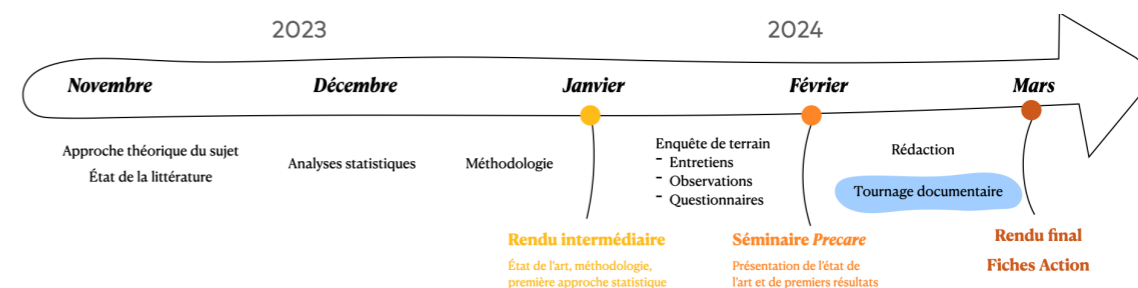 2023
2024
Novembre
Décembre
Janvier
Février
Mars
Approche théorique du sujet
État de la littérature
Analyses statistiques
Méthodologie
Enquête de terrain
- Entretiens
- Observations
- Questionnaires
Rédaction
Tournage documentaire
Rendu intermédiaire
État de l'art, méthodologie,
première approche statistique
Séminaire Precare
Présentation de l'état de
l'art et de premiers résultats
Rendu final
Fiches Action